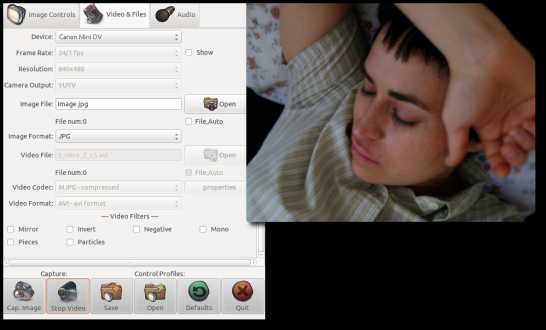 Image Controls Video & Files Audio
Device: Canon Mini DV
Frame Rate: 24/1 fps Show
Resolution: 640x480
Camera Output: YUYV
Image File: Image.jpg Open
File num:0 File,Auto
Image Format: JPG
Video File: Open
File num:0 File,Auto
Video Codec: MJPG - compressed properties
Video Format: AVI - avi format
--- Video Filters ---
Mirror Invert Negative Mono
Pieces Particles
Capture: Control Profiles:
Cap. Image Stop Video Save Open Defaults Quit